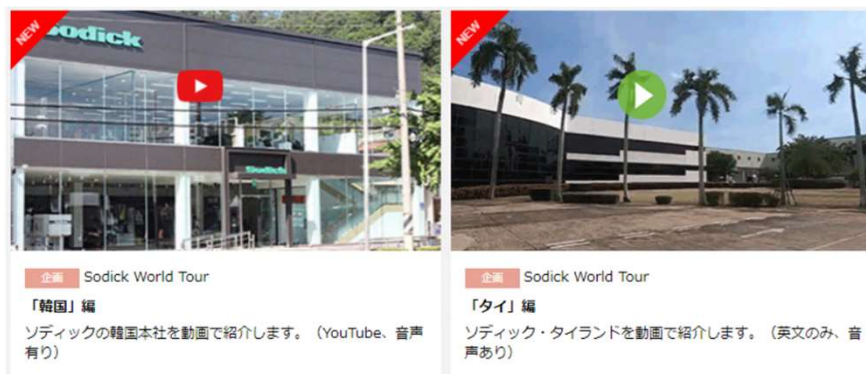 NEW
Sodick
Sodick
企画 Sodick World Tour
「韓国」編
ソディックの韓国本社を動画で紹介します。（YouTube、音声
有り）
NEW
企画 Sodick World Tour
「タイ」編
ソディック・タイランドを動画で紹介します。（英文のみ、音
声あり）